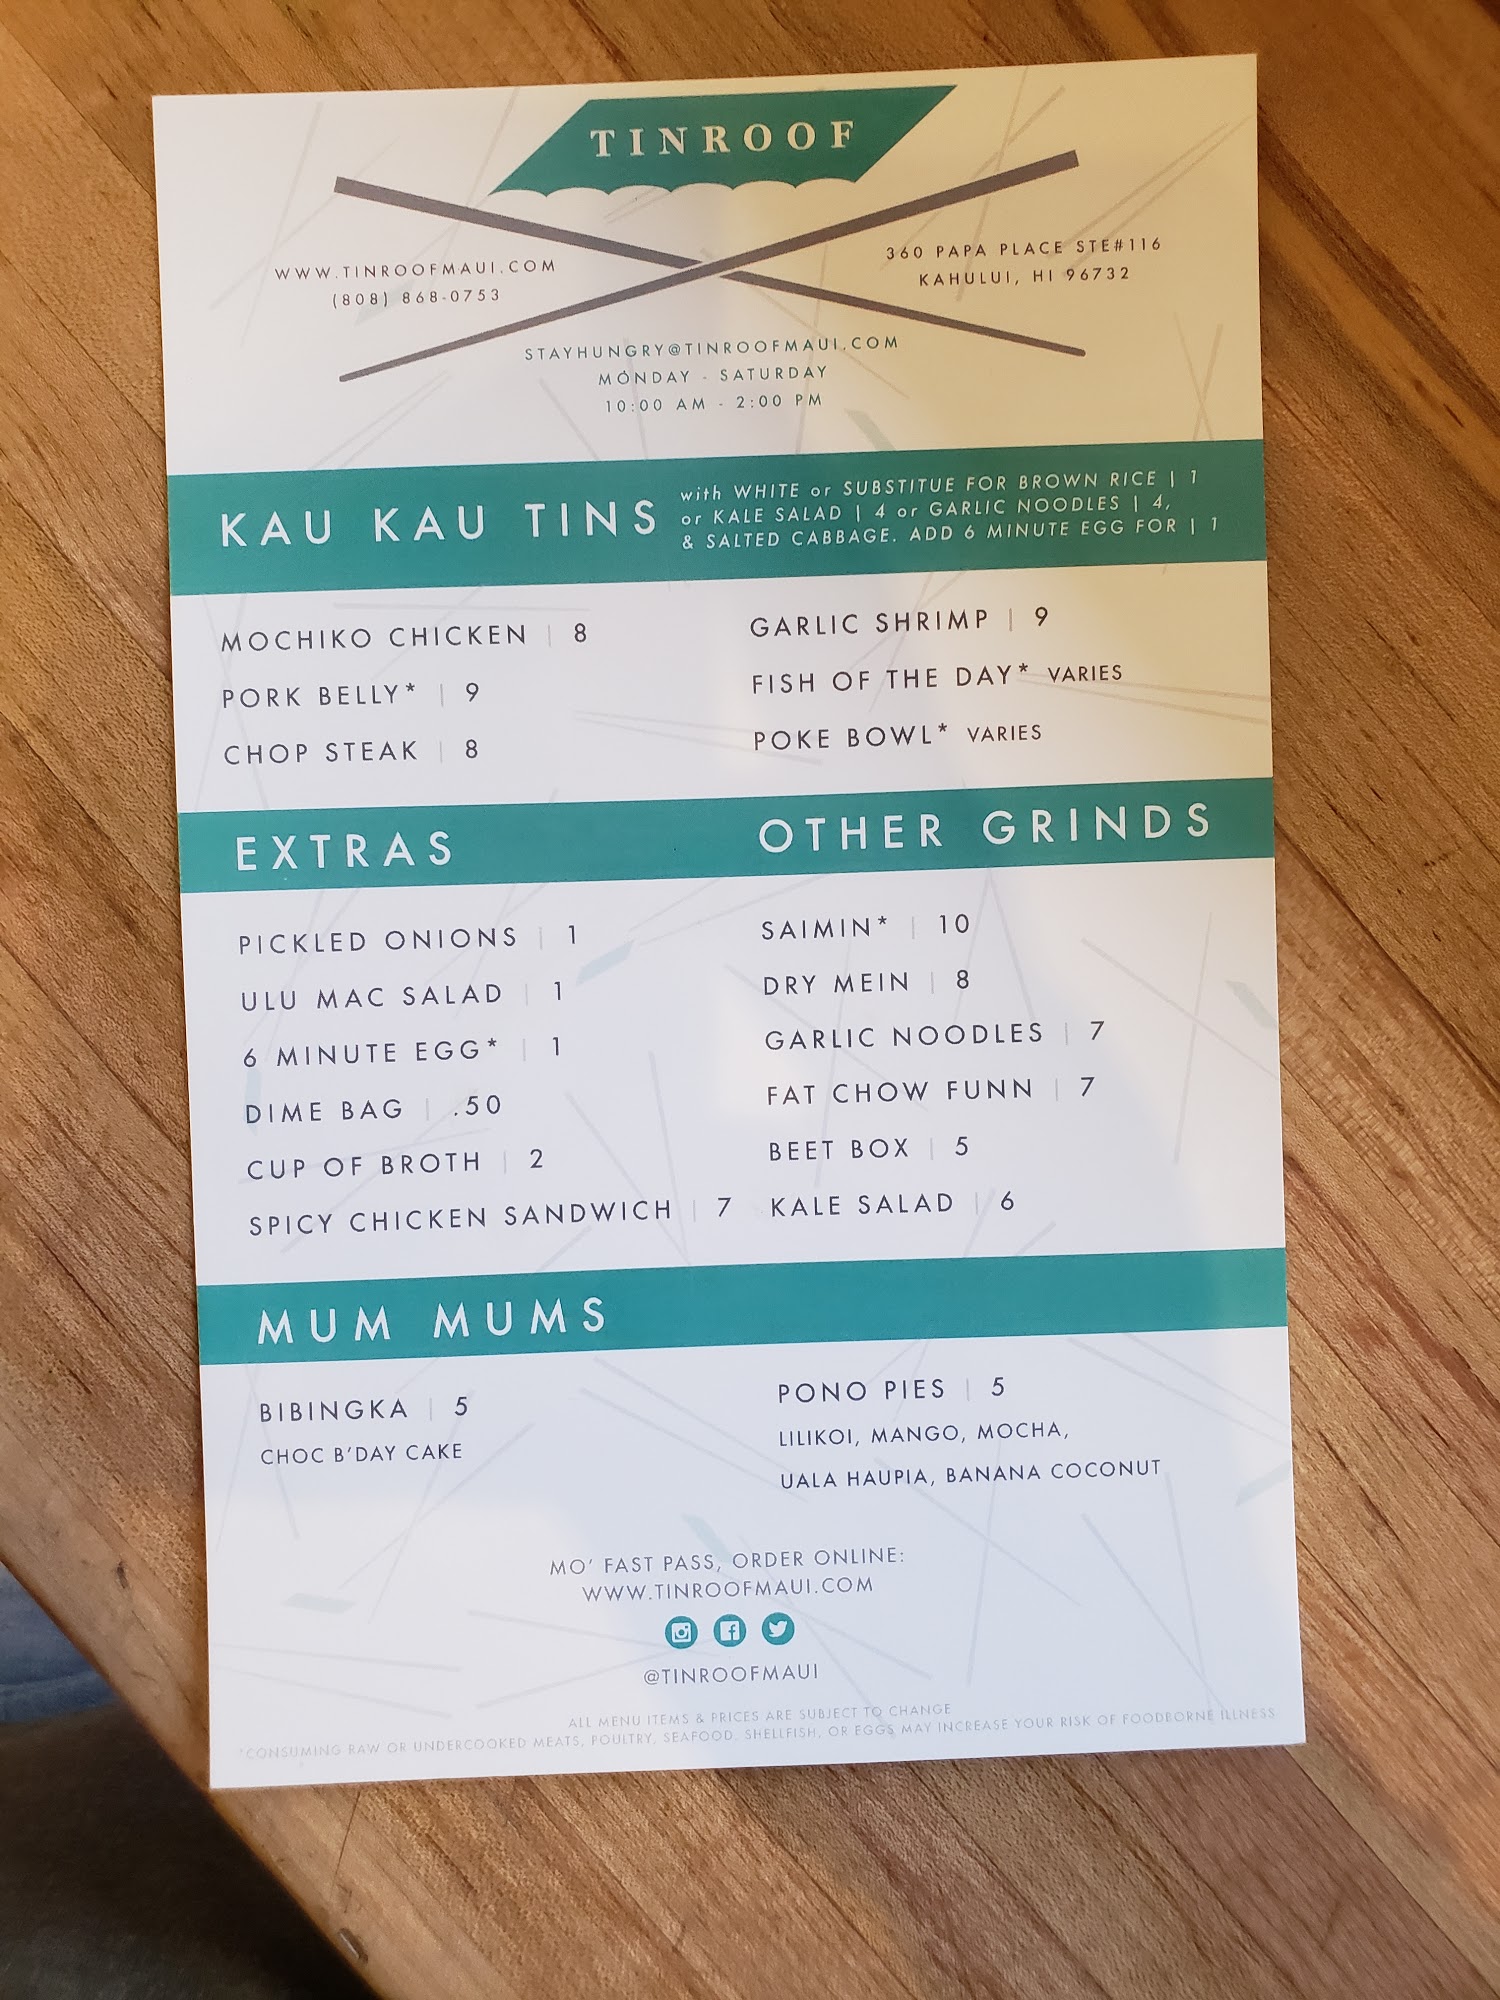 TINROOF
WWW.TINROOFMAUI.COM
(808) 868-0753
360 PAPA PLACE STE#116
KAHULUI, HI 96732
STAYHUNGRY@TINROOFMAUI.COM
MONDAY - SATURDAY
10:00 AM - 2:00 PM
KAU KAU TINS
with WHITE or SUBSTITUE FOR BROWN RICE | 1
or KALE SALAD | 4 or GARLIC NOODLES | 4,
& SALTED CABBAGE. ADD 6 MINUTE EGG FOR | 1
MOCHIKO CHICKEN | 8
PORK BELLY* | 9
CHOP STEAK | 8
GARLIC SHRIMP | 9
FISH OF THE DAY* VARIES
POKE BOWL* VARIES
EXTRAS
PICKLED ONIONS | 1
ULU MAC SALAD | 1
6 MINUTE EGG* | 1
DIME BAG | .50
CUP OF BROTH | 2
SPICY CHICKEN SANDWICH | 7
OTHER GRINDS
SAIMIN* | 10
DRY MEIN | 8
GARLIC NOODLES | 7
FAT CHOW FUNN | 7
BEET BOX | 5
KALE SALAD | 6
MUM MUMS
BIBINGKA | 5
CHOC B'DAY CAKE
PONO PIES | 5
LILIKOI, MANGO, MOCHA,
UALA HAUPIA, BANANA COCONUT
MO' FAST PASS, ORDER ONLINE:
WWW.TINROOFMAUI.COM
@TINROOFMAUI
ALL MENU ITEMS & PRICES ARE SUBJECT TO CHANGE
*CONSUMING RAW OR UNDERCOOKED MEATS, POULTRY, SEAFOOD. SHELLFISH, OR EGGS MAY INCREASE YOUR RISK OF FOODBORNE ILLNESS